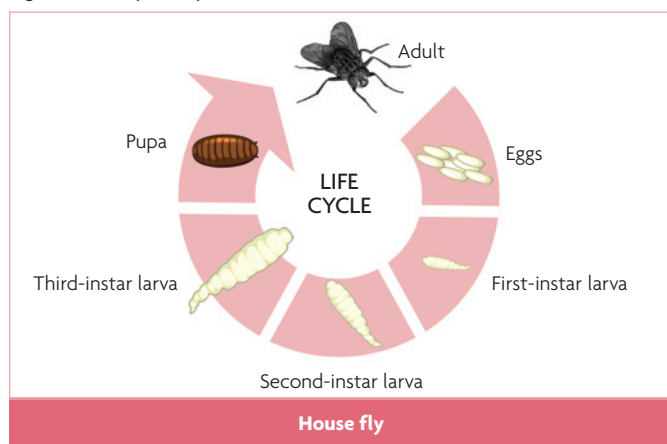 Adult
Eggs
First-instar larva
Second-instar larva
Third-instar larva
Pupa
LIFE
CYCLE
House fly